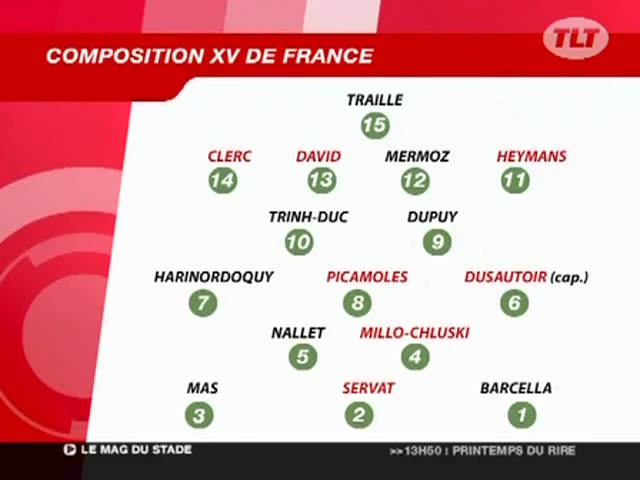 TLT
COMPOSITION XV DE FRANCE
TRAILLE
15
CLERC DAVID MERMOZ HEYMANS
14 13 12 11
TRINH-DUC DUPUY
10 9
HARINORDOQUY PICAMOLES DUSAUTOIR (cap.)
7 8 6
NALLET MILLO-CHLUSKI
5 4
MAS SERVAT BARCELLA
3 2 1
LE MAG DU STADE >>13H50 : PRINTEMPS DU RIRE